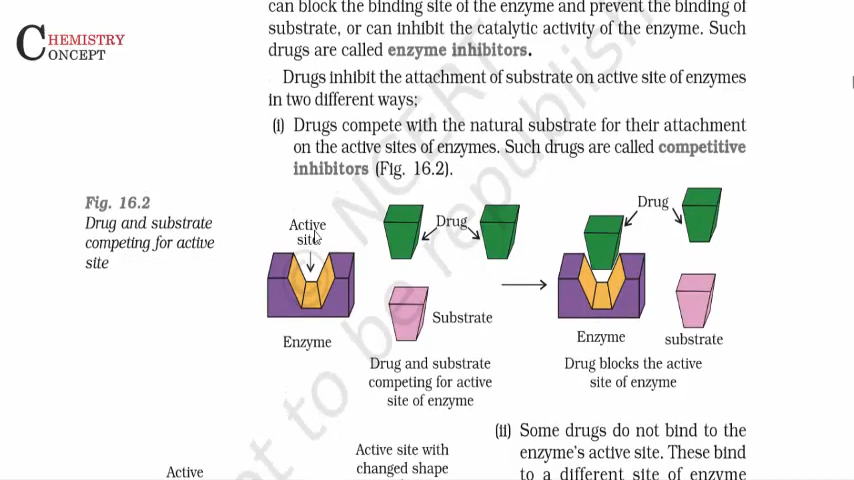 can block the binding site of the enzyme and prevent the binding of
CHEMISTRY
CONCEPT
substrate, or can inhibit the catalytic activity of the enzyme. Such
drugs are called enzyme inhibitors.
Drugs inhibit the attachment of substrate on active site of enzymes
in two different ways;
(i) Drugs compete with the natural substrate for their attachment
on the active sites of enzymes. Such drugs are called competitive
inhibitors (Fig. 16.2).
Fig. 16.2
Drug and substrate
competing for active
site
Active
site
Drug
Drug
Enzyme
Substrate
Enzyme
substrate
Drug and substrate
competing for active
site of enzyme
Drug blocks the active
site of enzyme
(ii) Some drugs do not bind to the
enzyme's active site. These bind
to a different site of enzyme
Active site with
changed shape
Active
© NCERT
not to be republish